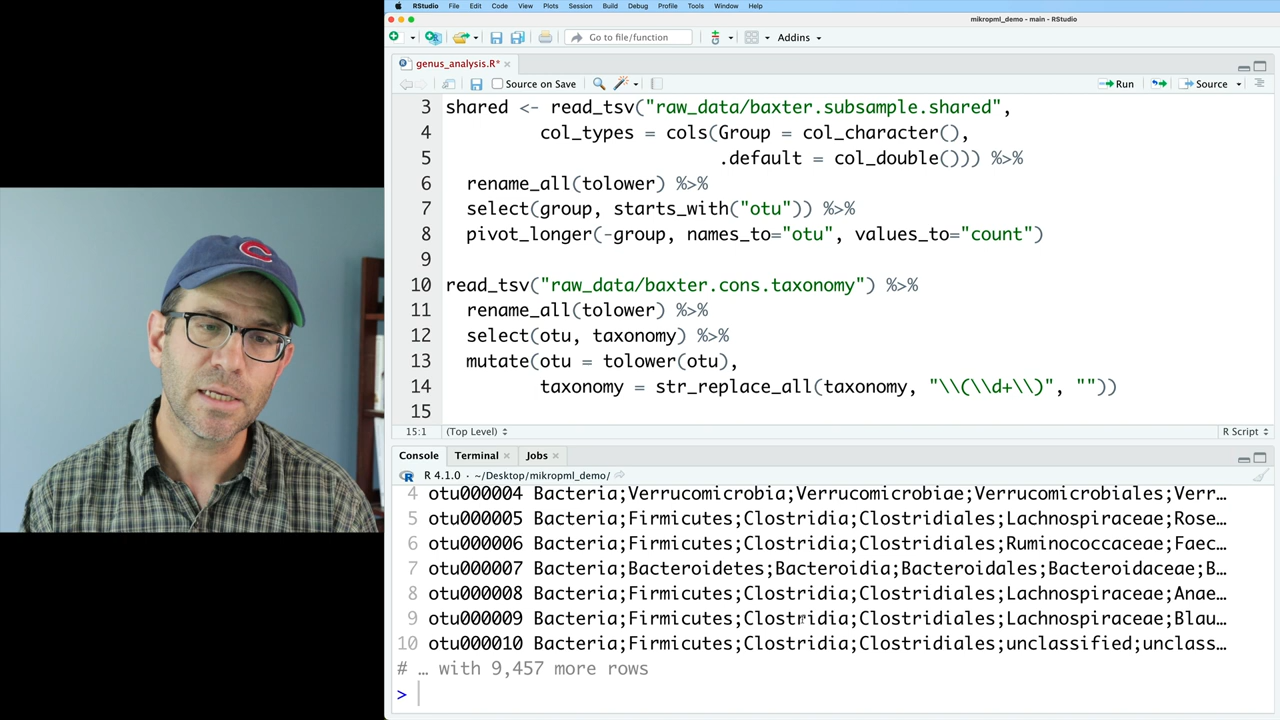 RStudio File Edit Code View Plots Session Build Debug Profile Tools Window Help
mikropml_demo - main - RStudio
Go to file/function Addins
genus_analysis.R*
Source on Save Run Source
3 shared <- read_tsv("raw_data/baxter.subsample.shared",
4 col_types = cols(Group = col_character(),
5 .default = col_double())) %>%
6 rename_all(tolower) %>%
7 select(group, starts_with("otu")) %>%
8 pivot_longer(-group, names_to="otu", values_to="count")
9
10 read_tsv("raw_data/baxter.cons.taxonomy") %>%
11 rename_all(tolower) %>%
12 select(otu, taxonomy) %>%
13 mutate(otu = tolower(otu),
14 taxonomy = str_replace_all(taxonomy, "\\(\\d+\\)", ""))
15
15:1 (Top Level) R Script
Console Terminal Jobs
R 4.1.0 · ~/Desktop/mikropml_demo/
4 otu000004 Bacteria;Verrucomicrobia;Verrucomicrobiae;Verrucomicrobiales;Verr…
5 otu000005 Bacteria;Firmicutes;Clostridia;Clostridiales;Lachnospiraceae;Rose…
6 otu000006 Bacteria;Firmicutes;Clostridia;Clostridiales;Ruminococcaceae;Faec…
7 otu000007 Bacteria;Bacteroidetes;Bacteroidia;Bacteroidales;Bacteroidaceae;B…
8 otu000008 Bacteria;Firmicutes;Clostridia;Clostridiales;Lachnospiraceae;Anae…
9 otu000009 Bacteria;Firmicutes;Clostridia;Clostridiales;Lachnospiraceae;Blau…
10 otu000010 Bacteria;Firmicutes;Clostridia;Clostridiales;unclassified;unclass…
# … with 9,457 more rows
>